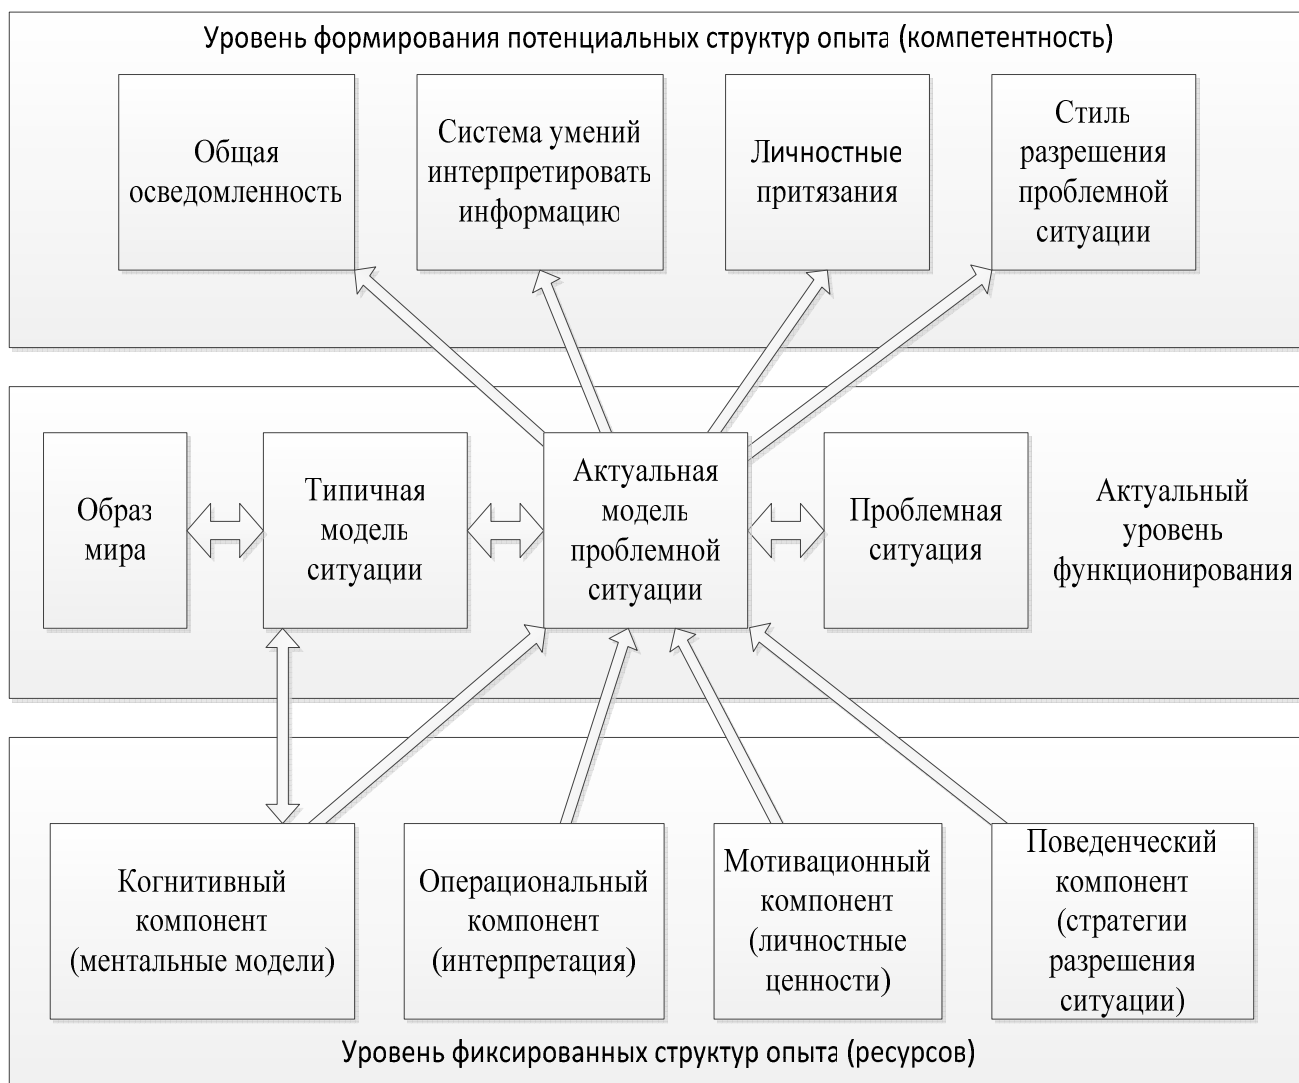 Уровень формирования потенциальных структур опыта (компетентность)
Общая
осведомленность
Система умений
интерпретировать
информацию
Личностные
притязания
Стиль
разрешения
проблемной
ситуации
Образ
мира
Типичная
модель
ситуации
Актуальная
модель
проблемной
ситуации
Проблемная
ситуация
Актуальный
уровень
функционирования
Когнитивный
компонент
(ментальные модели)
Операциональный
компонент
(интерпретация)
Мотивационный
компонент
(личностные
ценности)
Поведенческий
компонент
(стратегии
разрешения
ситуации)
Уровень фиксированных структур опыта (ресурсов)